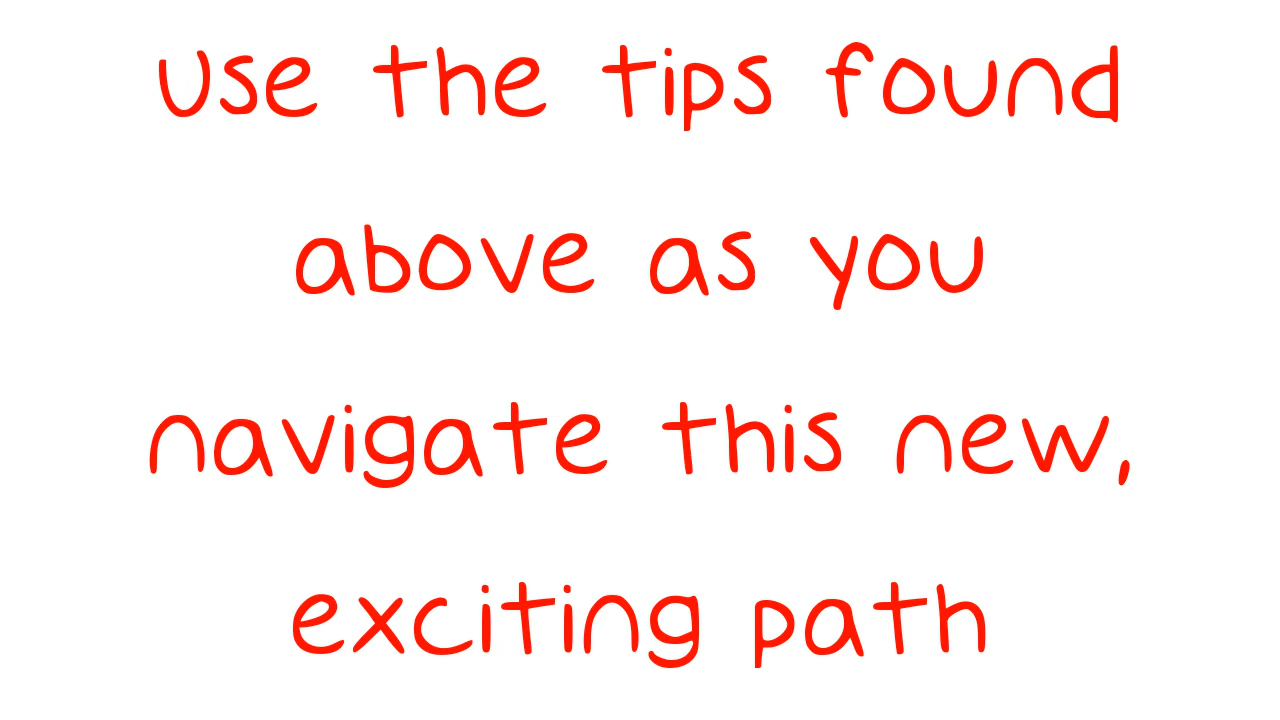 use the tips found
above as you
navigate this new,
exciting path